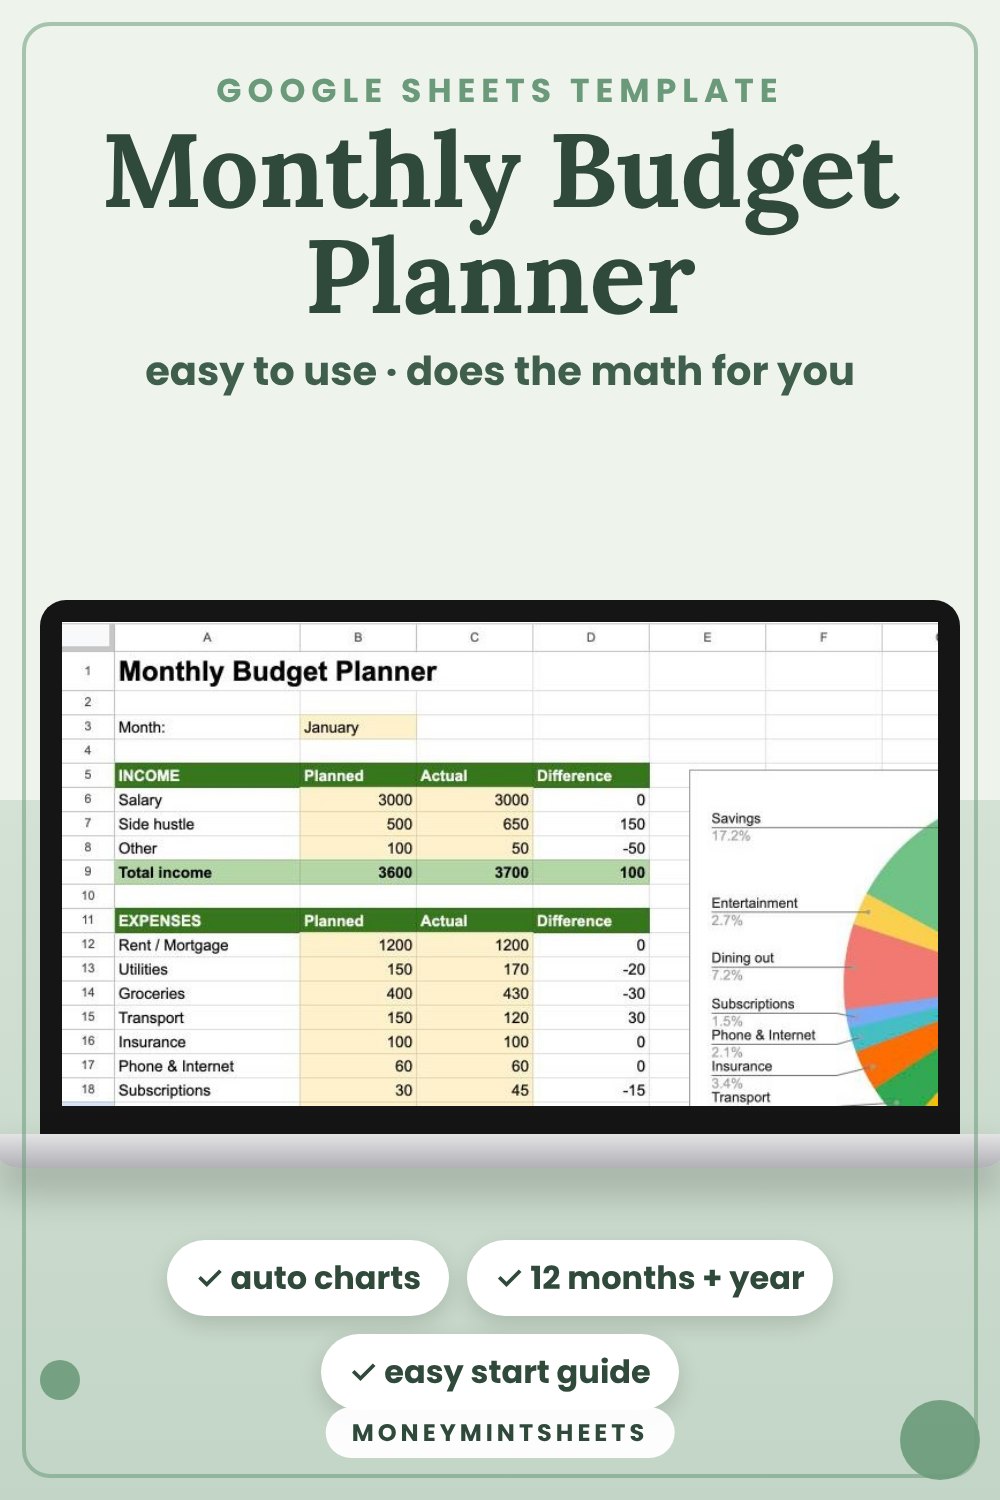 GOOGLE SHEETS TEMPLATE
Monthly Budget
Planner
easy to use · does the math for you
A B C D E F
1 Monthly Budget Planner
2
3 Month: January
4
5 INCOME Planned Actual Difference
6 Salary 3000 3000 0
7 Side hustle 500 650 150
8 Other 100 50 -50
9 Total income 3600 3700 100
10
11 EXPENSES Planned Actual Difference
12 Rent / Mortgage 1200 1200 0
13 Utilities 150 170 -20
14 Groceries 400 430 -30
15 Transport 150 120 30
16 Insurance 100 100 0
17 Phone & Internet 60 60 0
18 Subscriptions 30 45 -15
Savings
17.2%
Entertainment
2.7%
Dining out
7.2%
Subscriptions
1.5%
Phone & Internet
2.1%
Insurance
3.4%
Transport
✓ auto charts
✓ 12 months + year
✓ easy start guide
MONEYMINTSHEETS